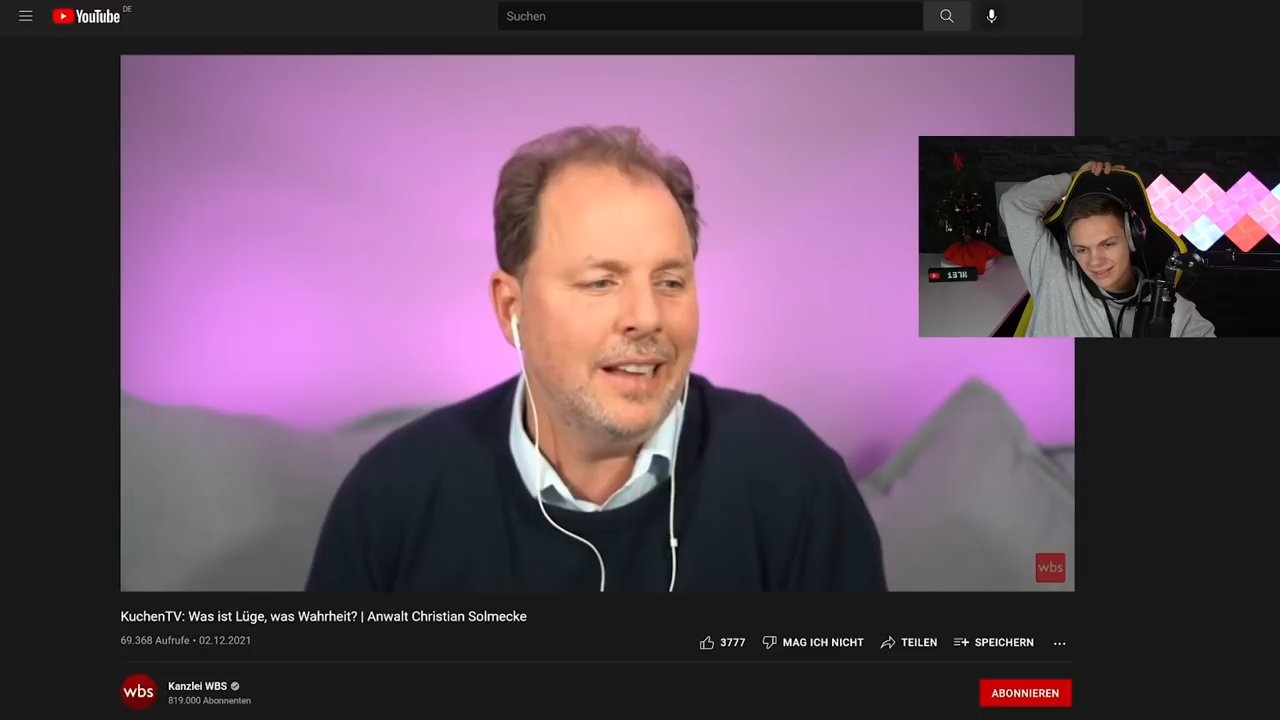 YouTube DE
Suchen
137K
wbs
KuchenTV: Was ist Lüge, was Wahrheit? | Anwalt Christian Solmecke
69.368 Aufrufe • 02.12.2021
3777 MAG ICH NICHT TEILEN SPEICHERN
wbs Kanzlei WBS
819.000 Abonnenten
ABONNIEREN